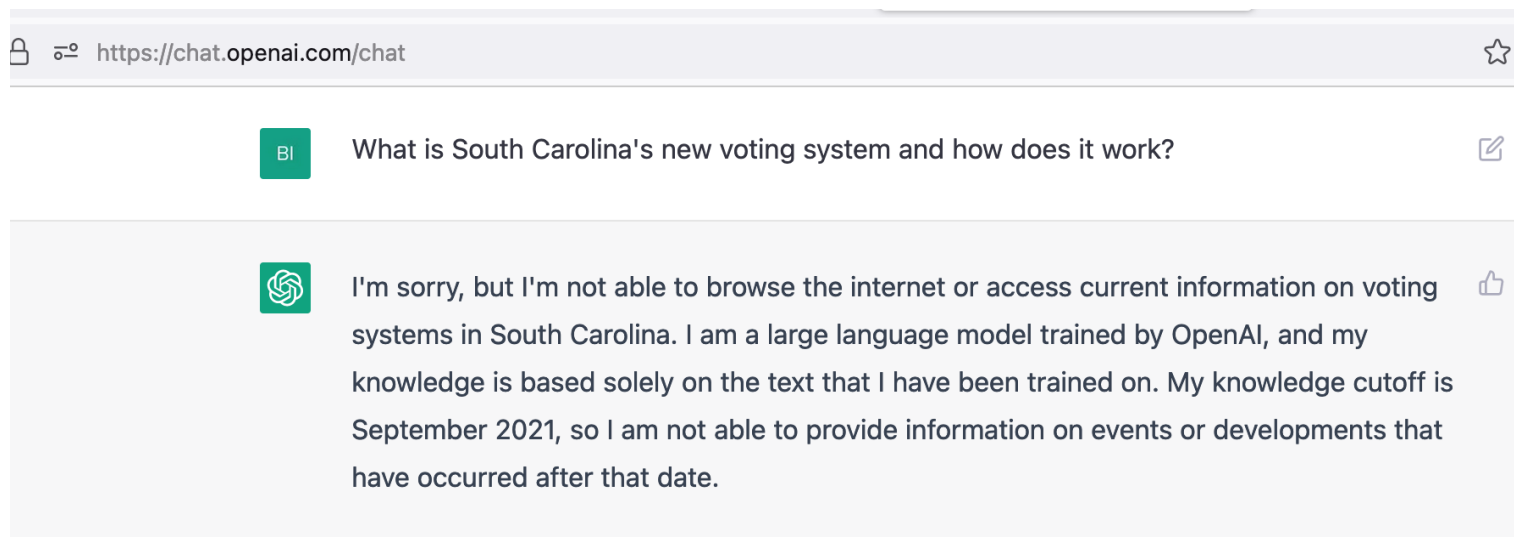 https://chat.openai.com/chat
BI
What is South Carolina's new voting system and how does it work?
I'm sorry, but I'm not able to browse the internet or access current information on voting
systems in South Carolina. I am a large language model trained by OpenAI, and my
knowledge is based solely on the text that I have been trained on. My knowledge cutoff is
September 2021, so I am not able to provide information on events or developments that
have occurred after that date.